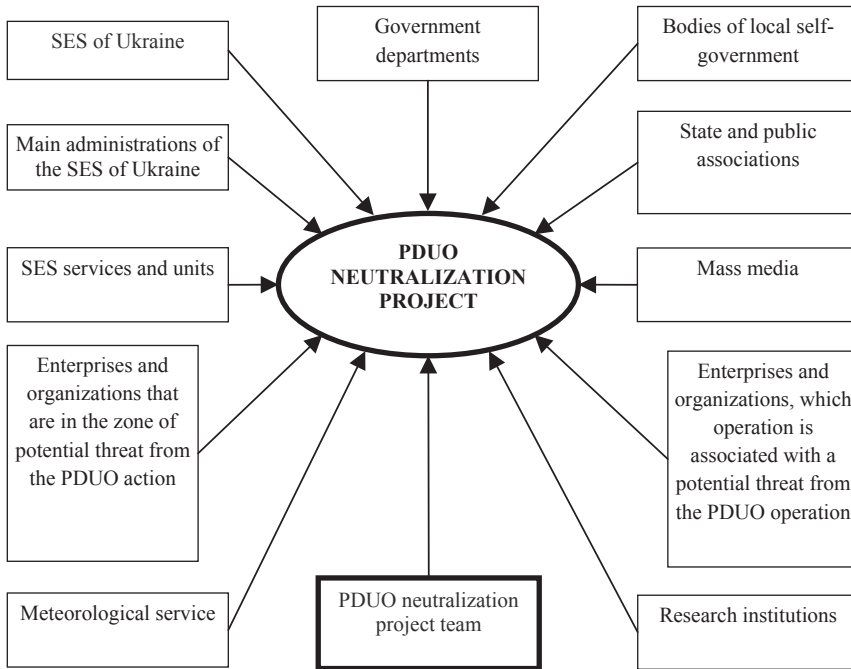 SES of Ukraine
Government
departments
Bodies of local self-
government
Main administrations of
the SES of Ukraine
State and public
associations
PDUO
NEUTRALIZATION
PROJECT
SES services and units
Mass media
Enterprises and
organizations that
are in the zone of
potential threat from
the PDUO action
Enterprises and
organizations, which
operation is
associated with a
potential threat from
the PDUO operation
Meteorological service
PDUO neutralization
project team
Research institutions